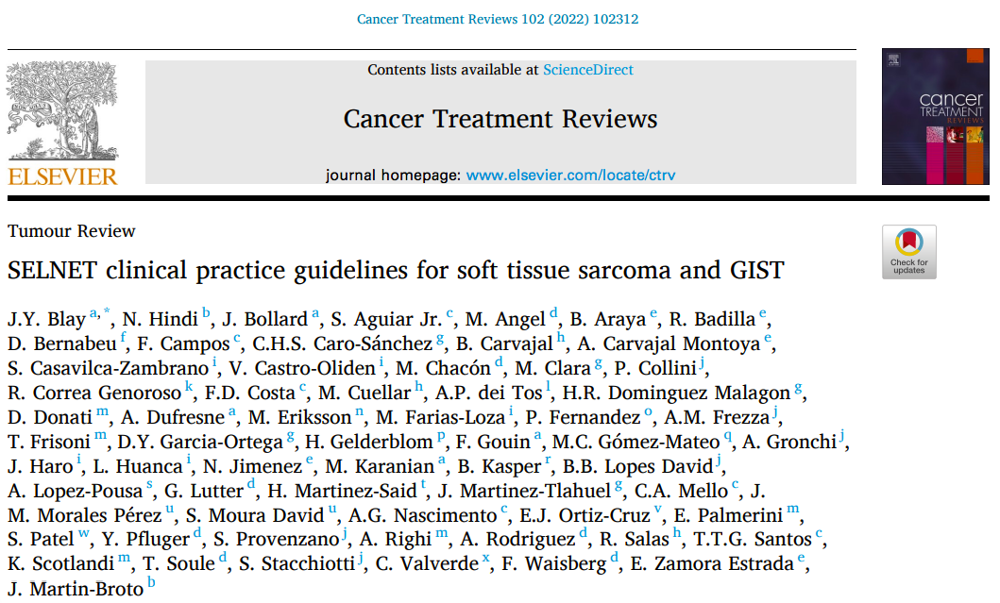 Cancer Treatment Reviews 102 (2022) 102312
Contents lists available at ScienceDirect
Cancer Treatment Reviews
journal homepage: www.elsevier.com/locate/ctrv
ELSEVIER
cancer
TREATMENT
REVIEWS
Tumour Review
Check for
updates
SELNET clinical practice guidelines for soft tissue sarcoma and GIST
J.Y. Blay a,*, N. Hindi b, J. Bollard a, S. Aguiar Jr. c, M. Angel d, B. Araya e, R. Badilla e,
D. Bernabeu f, F. Campos c, C.H.S. Caro-Sánchez g, B. Carvajal h, A. Carvajal Montoya e,
S. Casavilca-Zambrano i, V. Castro-Oliden i, M. Chacón d, M. Clara g, P. Collini j,
R. Correa Genoroso k, F.D. Costa c, M. Cuellar h, A.P. dei Tos l, H.R. Dominguez Malagon g,
D. Donati m, A. Dufresne a, M. Eriksson n, M. Farias-Loza i, P. Fernandez o, A.M. Frezza j,
T. Frisoni m, D.Y. Garcia-Ortega g, H. Gelderblom p, F. Gouin a, M.C. Gómez-Mateo q, A. Gronchi j,
J. Haro i, L. Huanca i, N. Jimenez e, M. Karanian a, B. Kasper r, B.B. Lopes David j,
A. Lopez-Pousa s, G. Lutter d, H. Martinez-Said t, J. Martinez-Tlahuel g, C.A. Mello c, J.
M. Morales Pérez u, S. Moura David u, A.G. Nascimento c, E.J. Ortiz-Cruz v, E. Palmerini m,
S. Patel w, Y. Pfluger d, S. Provenzano j, A. Righi m, A. Rodriguez d, R. Salas h, T.T.G. Santos c,
K. Scotlandi m, T. Soule d, S. Stacchiotti j, C. Valverde x, F. Waisberg d, E. Zamora Estrada e,
J. Martin-Broto b